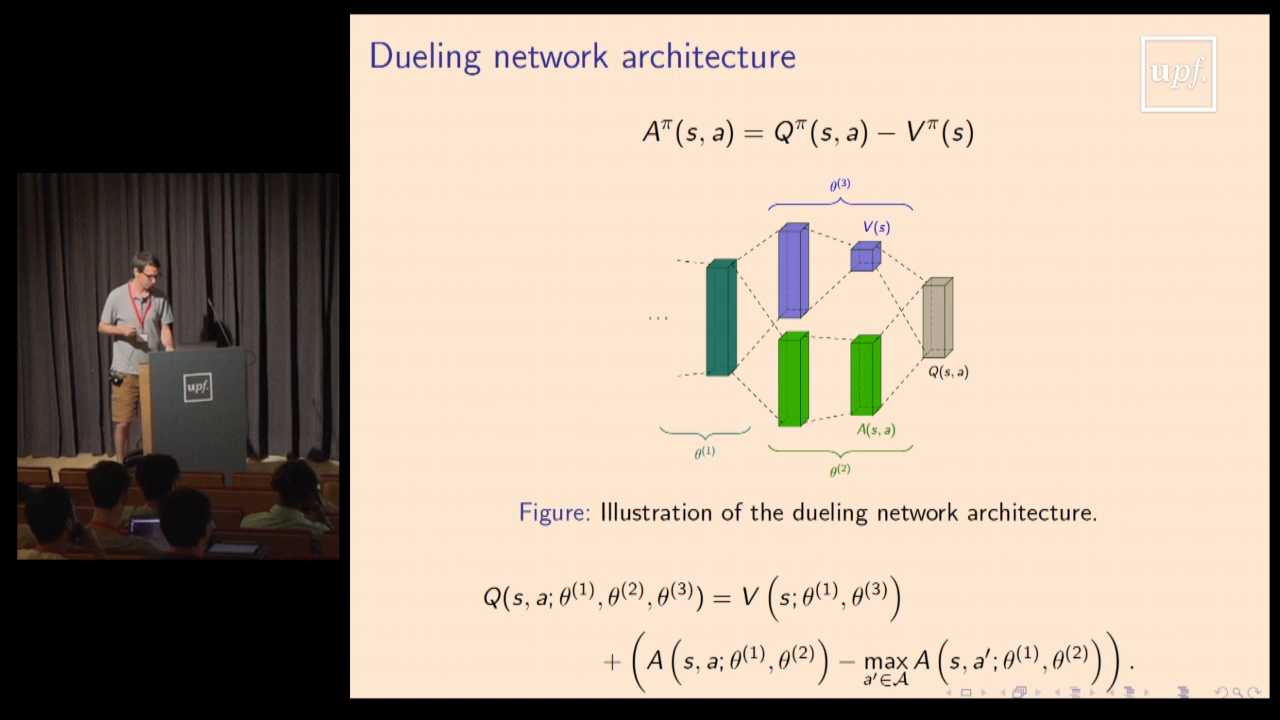 Dueling network architecture
upf.
A^π(s, a) = Q^π(s, a) − V^π(s)
θ^(3)
V(s)
...
Q(s, a)
A(s, a)
θ^(1)
θ^(2)
upf.
Figure: Illustration of the dueling network architecture.
Q(s, a; θ^(1), θ^(2), θ^(3)) = V (s; θ^(1), θ^(3))
+ (A (s, a; θ^(1), θ^(2)) − max_{a′∈𝒜} A (s, a′; θ^(1), θ^(2))).